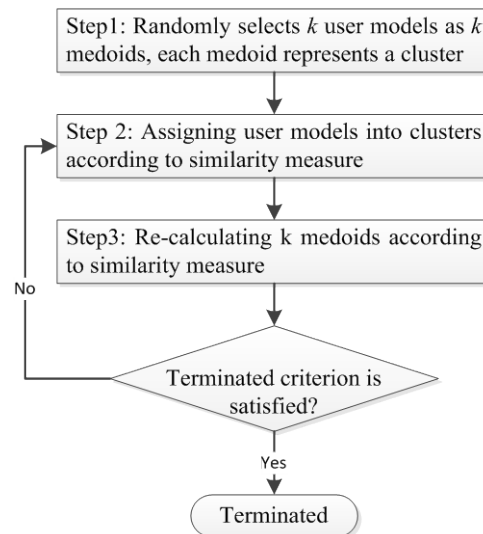 Step1: Randomly selects k user models as k
medoids, each medoid represents a cluster
Step 2: Assigning user models into clusters
according to similarity measure
Step3: Re-calculating k medoids according
to similarity measure
No
Terminated criterion is
satisfied?
Yes
Terminated